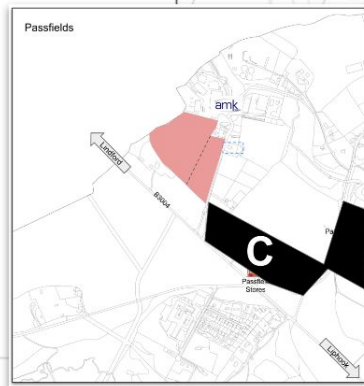 Passfields
amk
Lindford
B3004
C
Passfield
Stores
Liphook